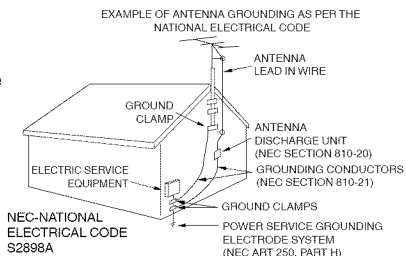 EXAMPLE OF ANTENNA GROUNDING AS PER THE
NATIONAL ELECTRICAL CODE
ANTENNA
LEAD IN WIRE
GROUND
CLAMP
ANTENNA
DISCHARGE UNIT
(NEC SECTION 810-20)
ELECTRIC SERVICE
EQUIPMENT
GROUNDING CONDUCTORS
(NEC SECTION 810-21)
GROUND CLAMPS
POWER SERVICE GROUNDING
ELECTRODE SYSTEM
(NEC ART 250, PART H)
NEC-NATIONAL
ELECTRICAL CODE
S2898A